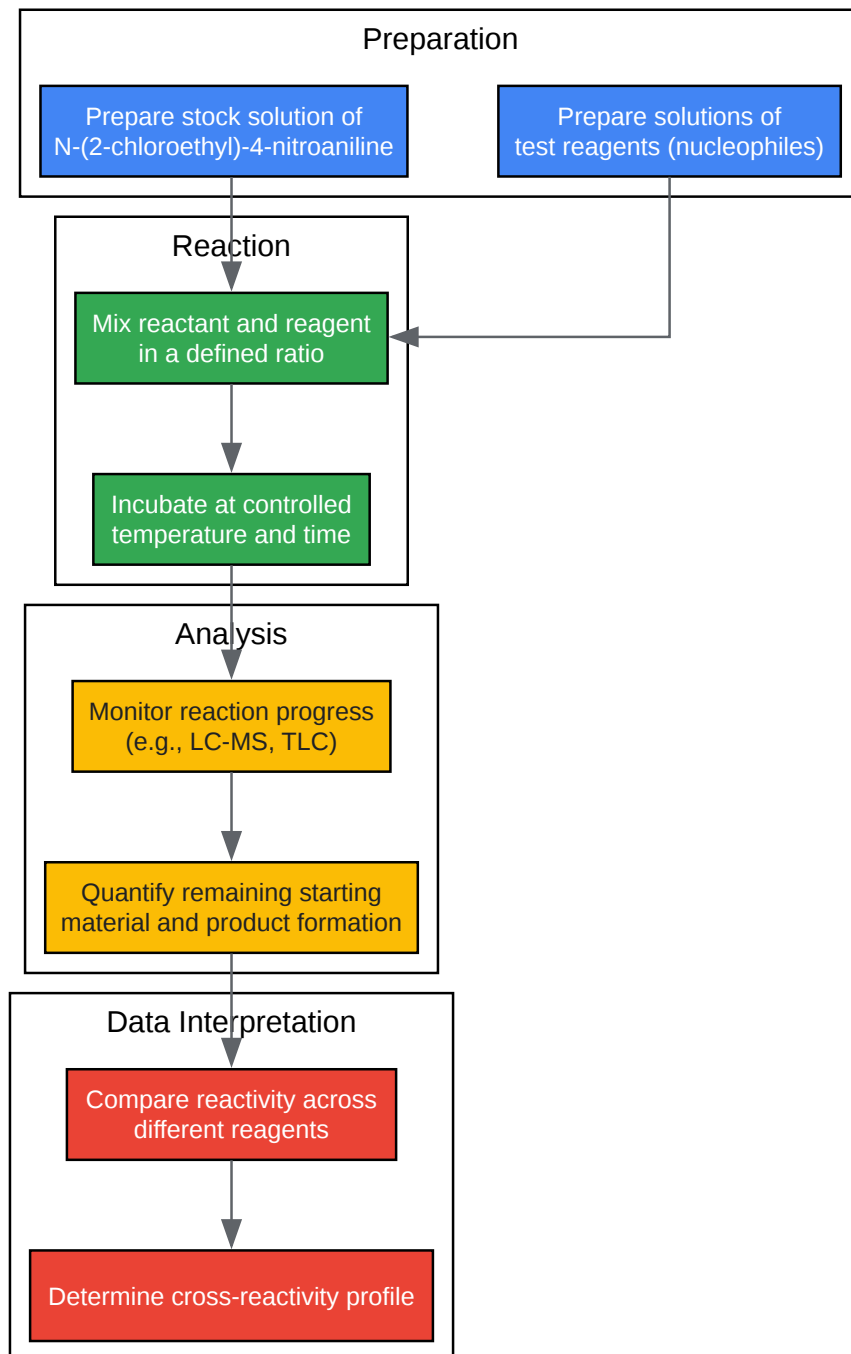 Preparation
Prepare stock solution of
N-(2-chloroethyl)-4-nitroaniline
Prepare solutions of
test reagents (nucleophiles)
Reaction
Mix reactant and reagent
in a defined ratio
Incubate at controlled
temperature and time
Analysis
Monitor reaction progress
(e.g., LC-MS, TLC)
Quantify remaining starting
material and product formation
Data Interpretation
Compare reactivity across
different reagents
Determine cross-reactivity profile